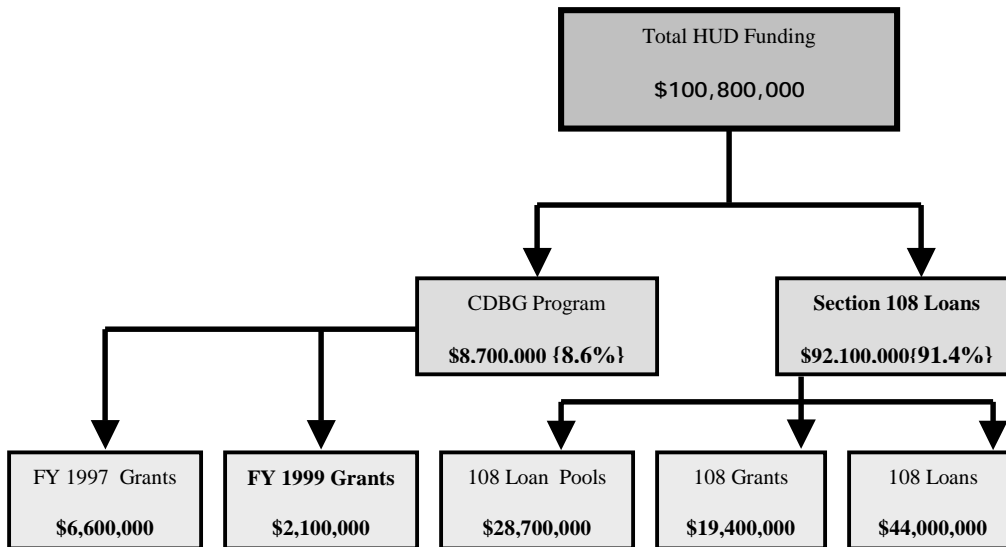 Total HUD Funding
$100,800,000
CDBG Program
$8,700,000 {8.6%}
Section 108 Loans
$92,100,000{91.4%}
FY 1997 Grants
$6,600,000
FY 1999 Grants
$2,100,000
108 Loan Pools
$28,700,000
108 Grants
$19,400,000
108 Loans
$44,000,000